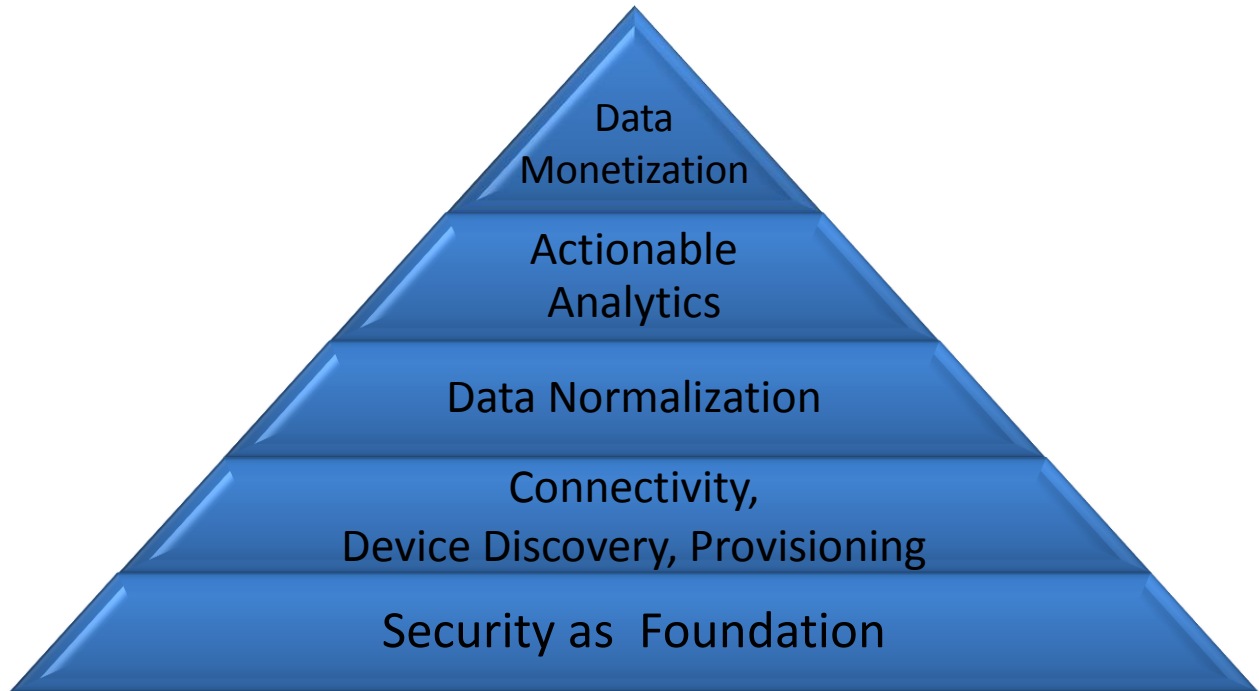 Data
Monetization
Actionable
Analytics
Data Normalization
Connectivity,
Device Discovery, Provisioning
Security as  Foundation